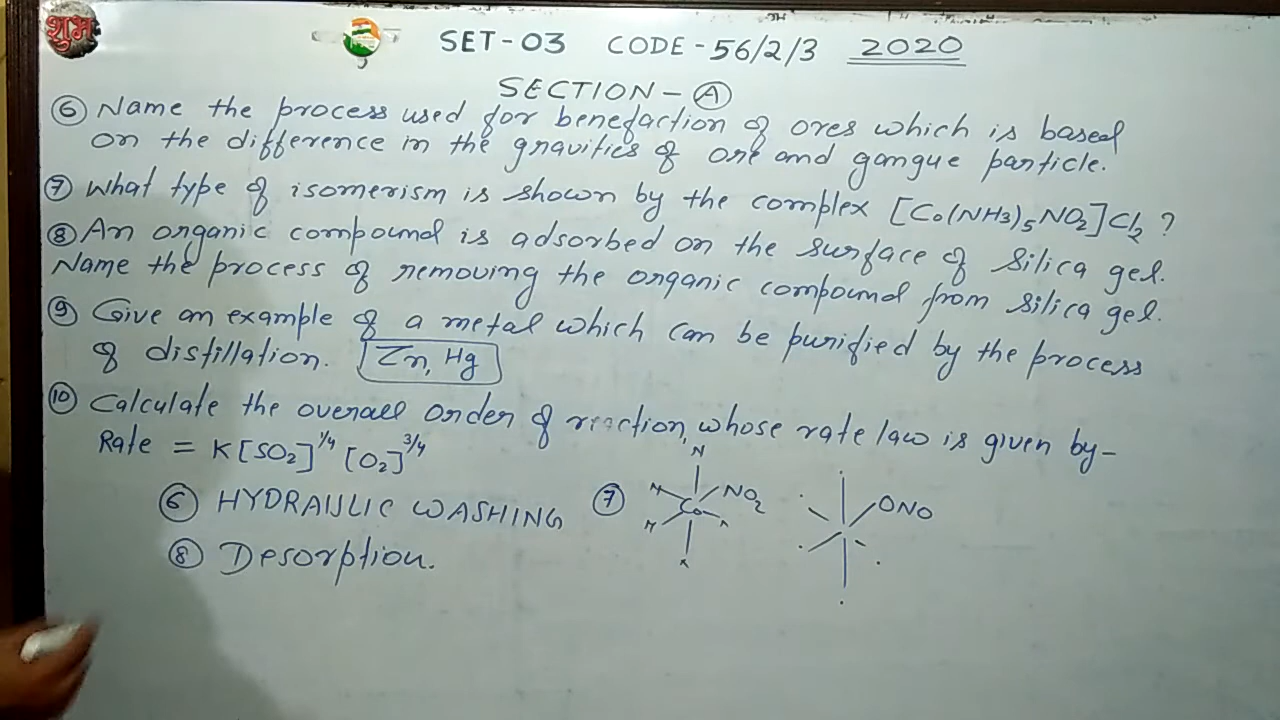 शुभ
SET-03 CODE-56/2/3 2020
SECTION-Ⓐ
⑥ Name the process used for benefaction of ores which is based
on the difference in the gravities of ore and gangue particle.
⑦ What type of isomerism is shown by the complex [Co(NH3)₅NO₂]Cl₂ ?
⑧ An organic compound is adsorbed on the surface of silica gel.
Name the process of removing the organic compound from silica gel.
⑨ Give an example of a metal which can be purified by the process
of distillation. Zn, Hg
⑩ Calculate the overall order of reaction, whose rate law is given by-
Rate = K[SO₂]^1/4 [O₂]^3/4
⑥ HYDRAULIC WASHING
⑦ N
NO₂
Co
ONO
⑧ Desorption.